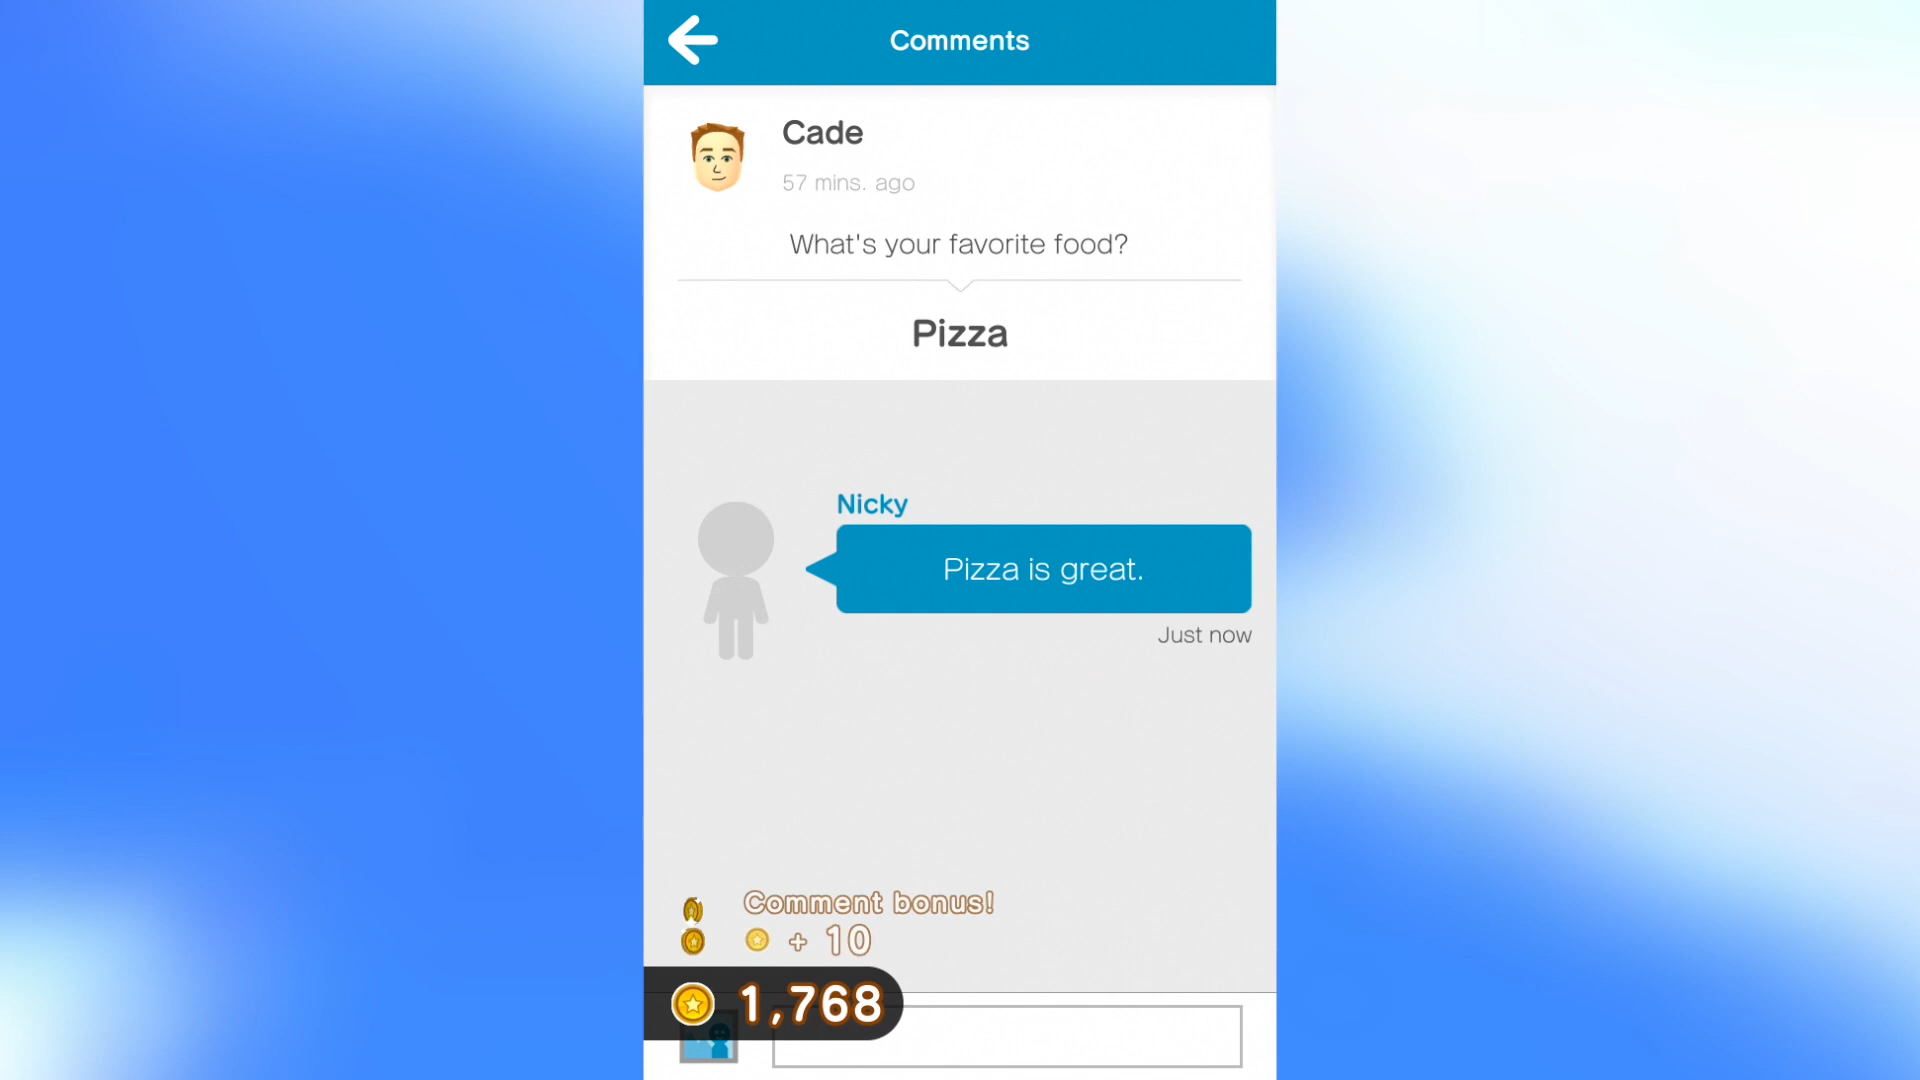 Comments
Cade
57 mins. ago
What's your favorite food?
Pizza
Nicky
Pizza is great.
Just now
Comment bonus!
+ 10
1,768